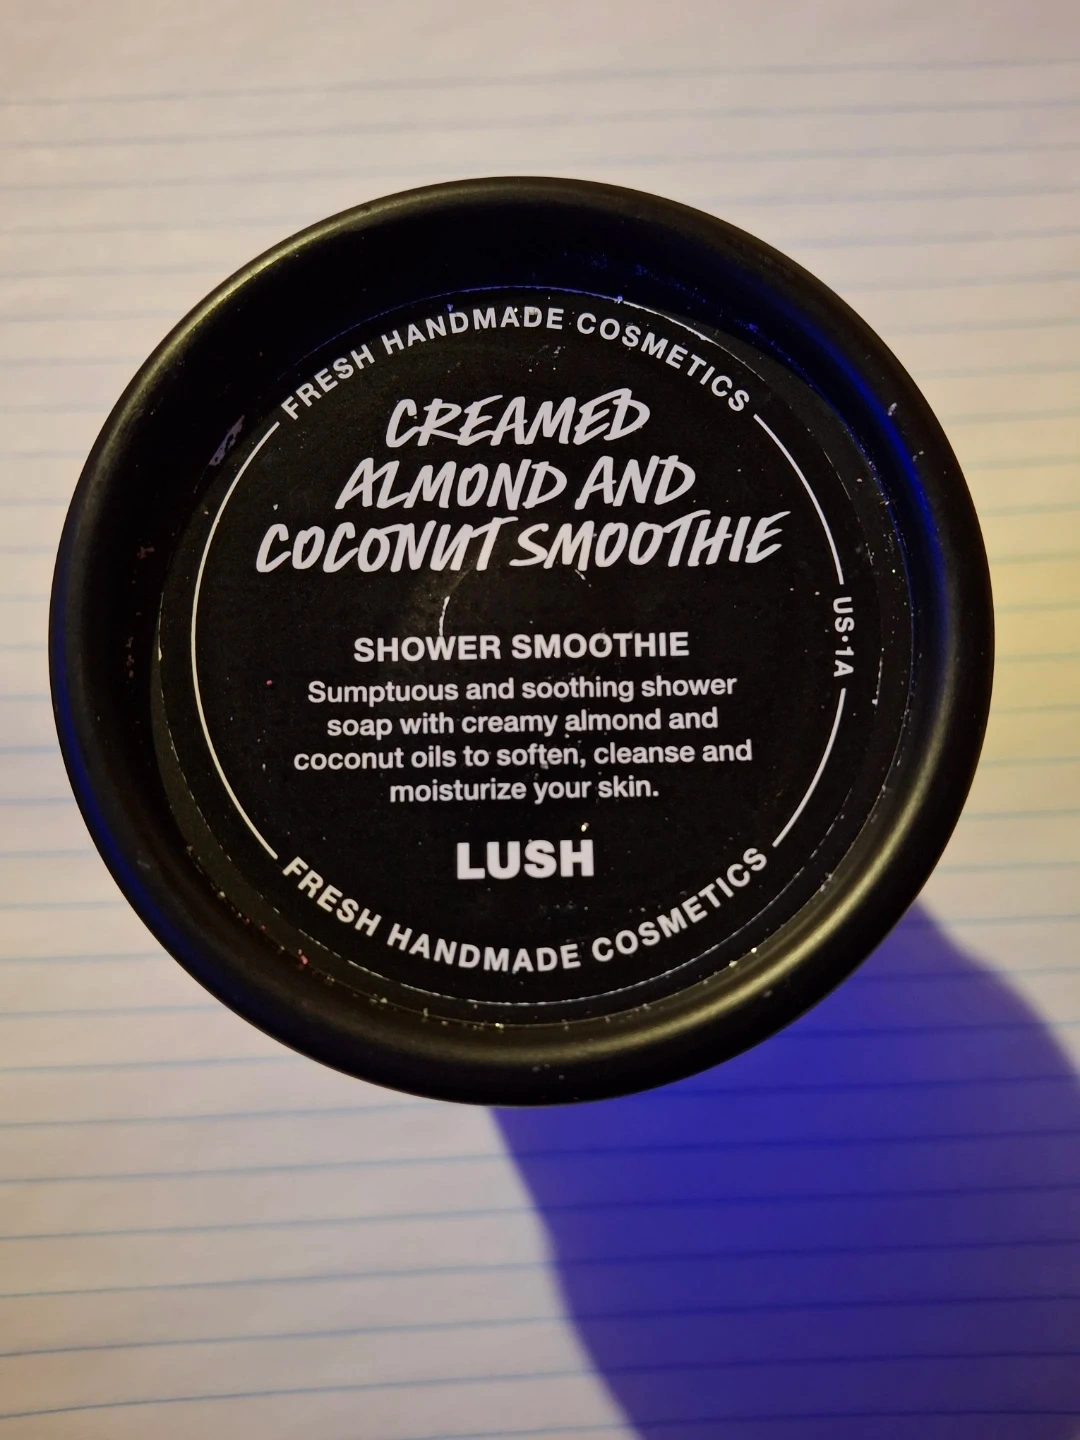 FRESH HANDMADE COSMETICS
CREAMED
ALMOND AND
COCONUT SMOOTHIE
US·1A
SHOWER SMOOTHIE
Sumptuous and soothing shower
soap with creamy almond and
coconut oils to soften, cleanse and
moisturize your skin.
LUSH
FRESH HANDMADE COSMETICS